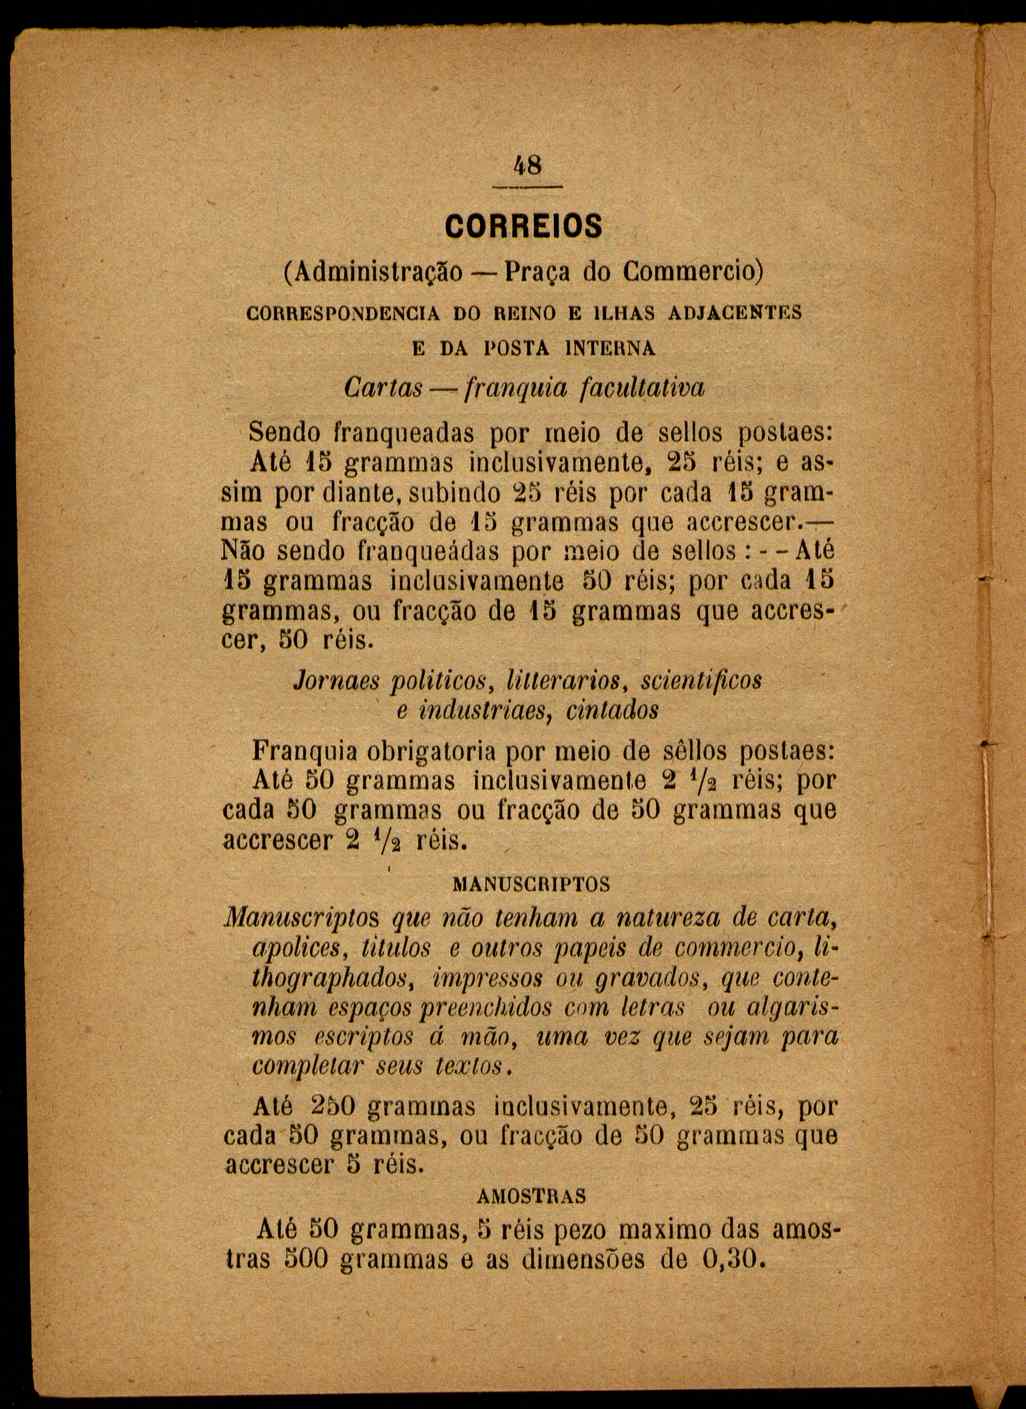 48
CORREIOS
(Administração — Praça do Commercio)
CORRESPONDENCIA DO REINO E ILHAS ADJACENTES
E DA POSTA INTERNA
Cartas — franquia facultativa
Sendo franqueadas por meio de sellos postaes:
Até 15 grammas inclusivamente, 25 réis; e as-
sim por diante, subindo 25 réis por cada 15 gram-
mas ou fracção de 15 grammas que accrescer.—
Não sendo franqueádas por meio de sellos : - - Até
15 grammas inclusivamente 50 réis; por cada 15
grammas, ou fracção de 15 grammas que accres-
cer, 50 réis.
Jornaes politicos, litterarios, scientificos
e industriaes, cintados
Franquia obrigatoria por meio de sêllos postaes:
Até 50 grammas inclusivamente 2 1/2 réis; por
cada 50 grammas ou fracção de 50 grammas que
accrescer 2 1/2 réis.
MANUSCRIPTOS
Manuscriptos que não tenham a natureza de carta,
apolices, titulos e outros papeis de commercio, li-
thographados, impressos ou gravados, que conte-
nham espaços preenchidos com letras ou algaris-
mos escriptos á mão, uma vez que sejam para
completar seus textos.
Até 250 grammas inclusivamente, 25 réis, por
cada 50 grammas, ou fracção de 50 grammas que
accrescer 5 réis.
AMOSTRAS
Até 50 grammas, 5 réis pezo maximo das amos-
tras 500 grammas e as dimensões de 0,30.